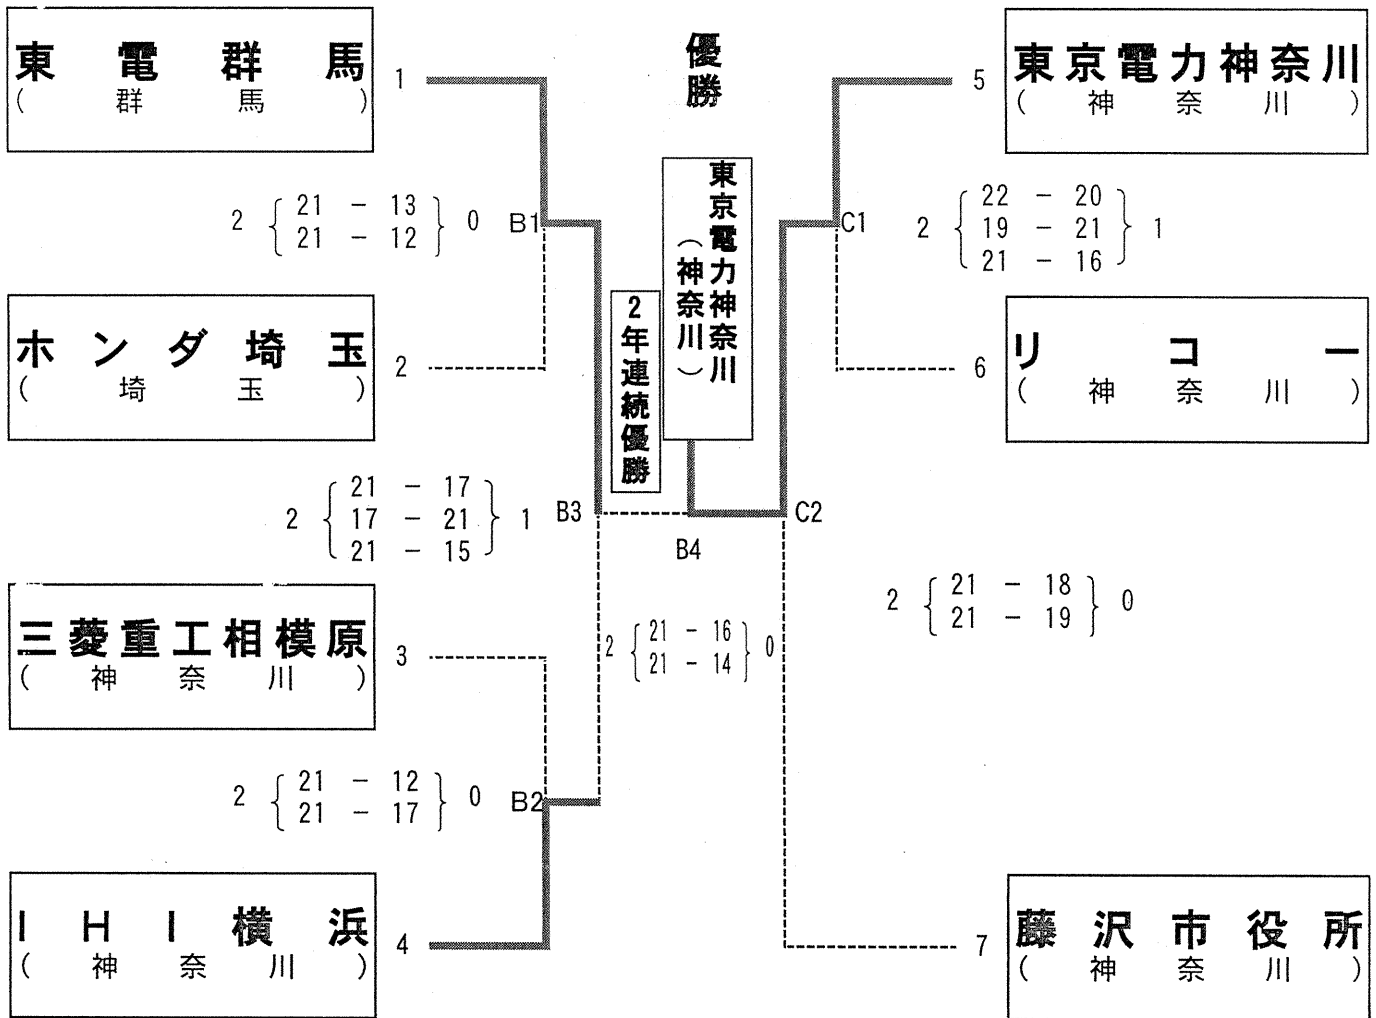 優勝
東電群馬
(群馬)
1
2 { 21 - 13 } 0
21 - 12
B1
ホンダ埼玉
(埼玉)
2
2 { 21 - 17 } 1
17 - 21
21 - 15
B3
三菱重工相模原
(神奈川)
3
2 { 21 - 12 } 0
21 - 17
B2
IHI横浜
(神奈川)
4
東京電力神奈川
(神奈川)
2年連続優勝
B4
2 { 21 - 16 } 0
21 - 14
東京電力神奈川
(神奈川)
5
C1
2 { 22 - 20 } 1
19 - 21
21 - 16
リコー
(神奈川)
6
C2
2 { 21 - 18 } 0
21 - 19
藤沢市役所
(神奈川)
7